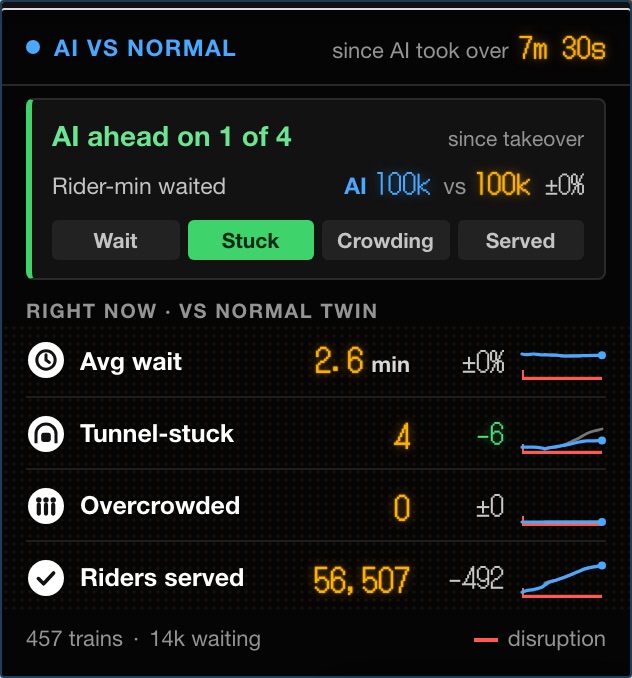 AI VS NORMAL since AI took over 7m 30s
AI ahead on 1 of 4 since takeover
Rider-min waited AI 100k vs 100k ±0%
Wait Stuck Crowding Served
RIGHT NOW · VS NORMAL TWIN
Avg wait 2.6 min ±0%
Tunnel-stuck 4 -6
Overcrowded 0 ±0
Riders served 56,507 -492
457 trains · 14k waiting disruption